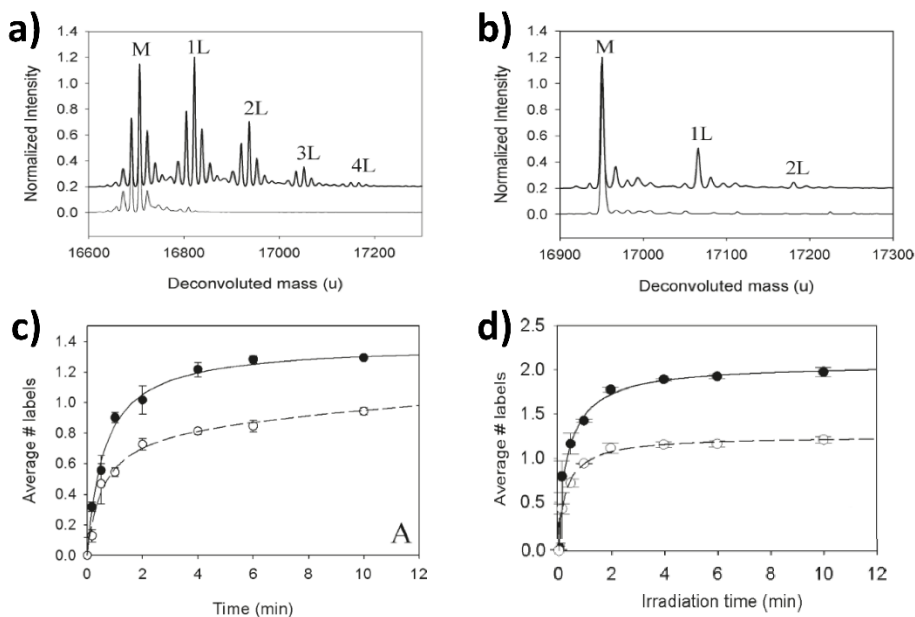 a)
M
1L
2L
3L
4L
Normalized Intensity
1.4
1.2
1.0
0.8
0.6
0.4
0.2
0.0
16600
16800
17000
17200
Deconvoluted mass (u)
b)
M
1L
2L
Normalized Intensity
1.4
1.2
1.0
0.8
0.6
0.4
0.2
0.0
16900
17000
17100
17200
17300
Deconvoluted mass (u)
c)
Average # labels
1.4
1.2
1.0
0.8
0.6
0.4
0.2
0.0
A
0
2
4
6
8
10
12
Time (min)
d)
Average # labels
2.5
2.0
1.5
1.0
0.5
0.0
0
2
4
6
8
10
12
Irradiation time (min)